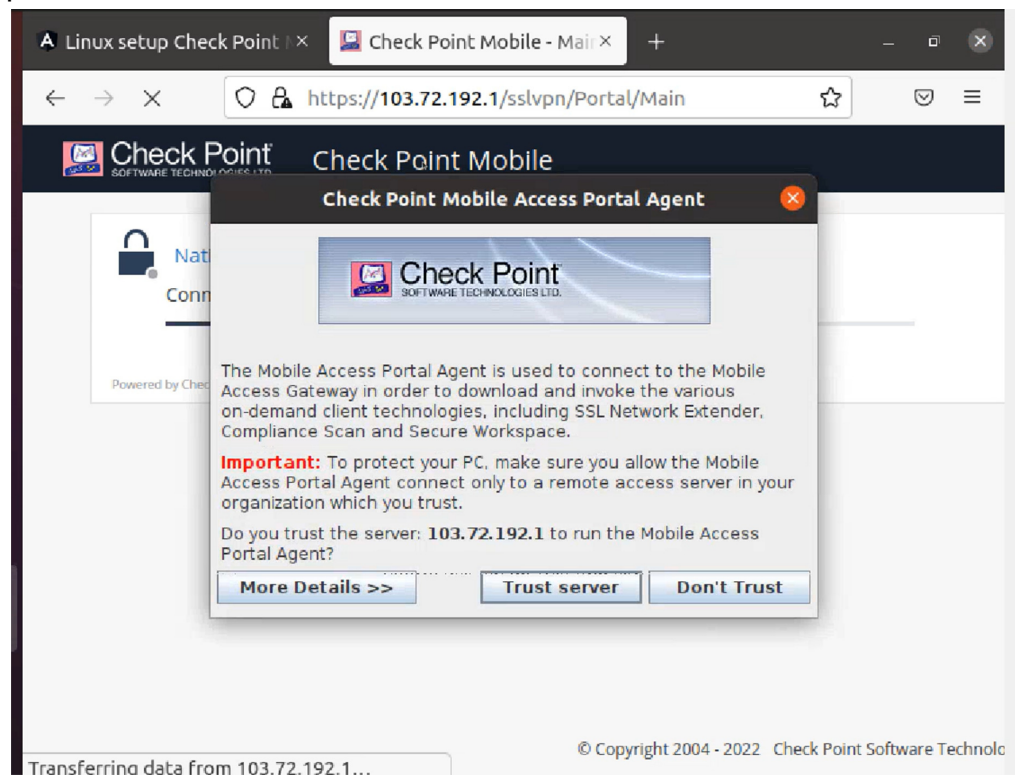 Linux setup Check Point
Check Point Mobile - Mai
https://103.72.192.1/sslvpn/Portal/Main
Check Point
SOFTWARE TECHNOLOGIES LTD.
Check Point Mobile
Check Point Mobile Access Portal Agent
Check Point
SOFTWARE TECHNOLOGIES LTD.
Nati
Conn
Powered by Chec
The Mobile Access Portal Agent is used to connect to the Mobile
Access Gateway in order to download and invoke the various
on-demand client technologies, including SSL Network Extender,
Compliance Scan and Secure Workspace.
Important: To protect your PC, make sure you allow the Mobile
Access Portal Agent connect only to a remote access server in your
organization which you trust.
Do you trust the server: 103.72.192.1 to run the Mobile Access
Portal Agent?
More Details >> Trust server Don't Trust
© Copyright 2004 - 2022 Check Point Software Technolo
Transferring data from 103.72.192.1...